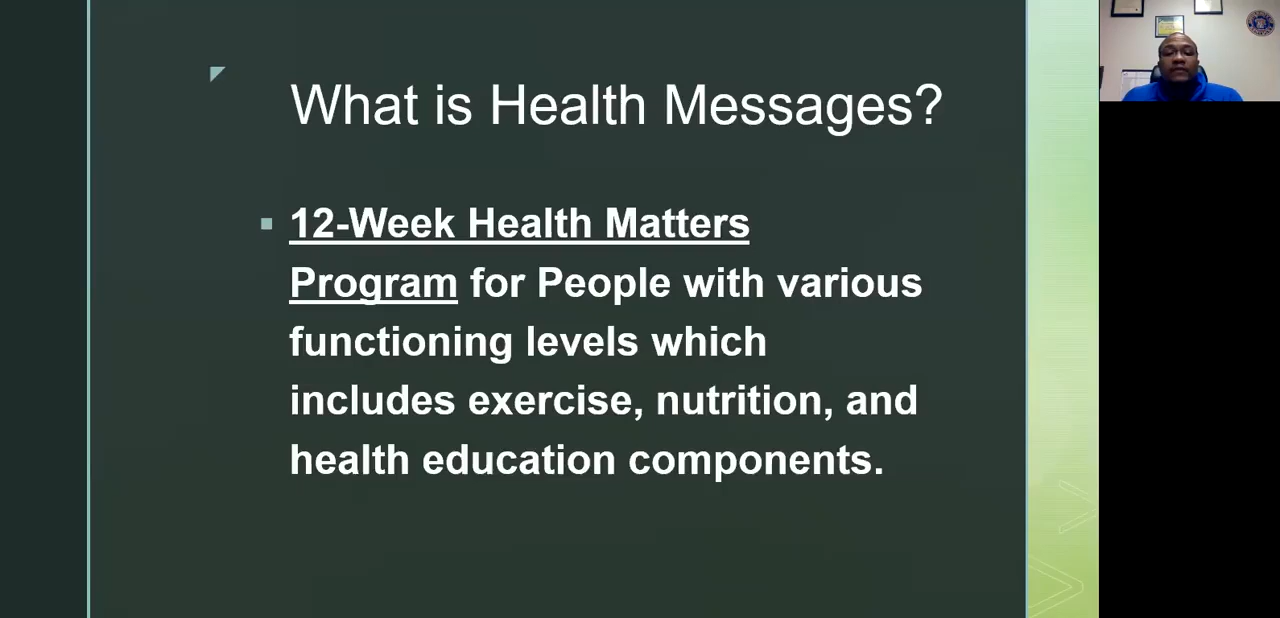 What is Health Messages?
12-Week Health Matters
Program for People with various
functioning levels which
includes exercise, nutrition, and
health education components.